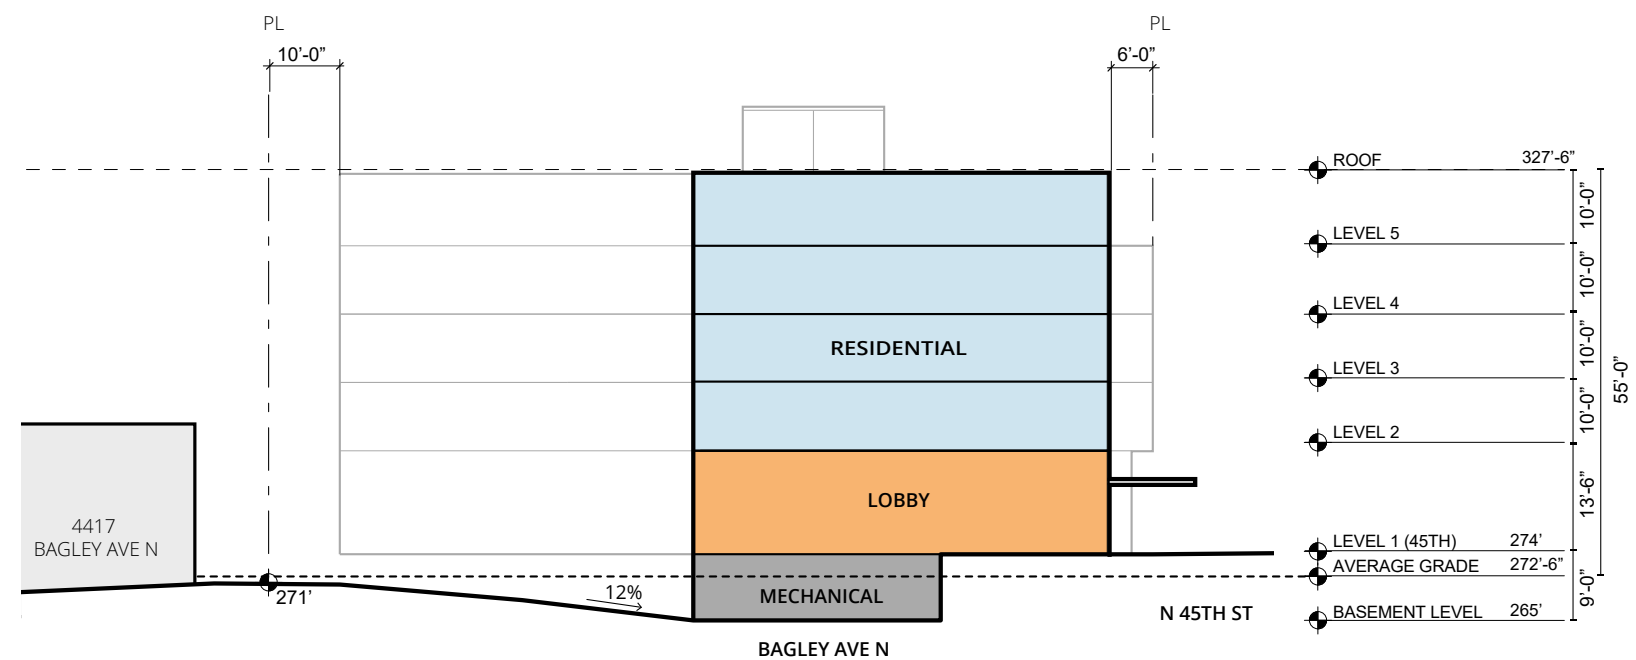 PL
PL
10’-0”
6’-0”
ROOF 327’-6”
10’-0”
LEVEL 5
10’-0”
LEVEL 4
10’-0”
RESIDENTIAL
LEVEL 3
55’-0”
10’-0”
LEVEL 2
13’-6”
LOBBY
4417
BAGLEY AVE N
LEVEL 1 (45TH) 274’
AVERAGE GRADE 272’-6”
9’-0”
271’
12%
MECHANICAL
N 45TH ST
BASEMENT LEVEL 265’
BAGLEY AVE N